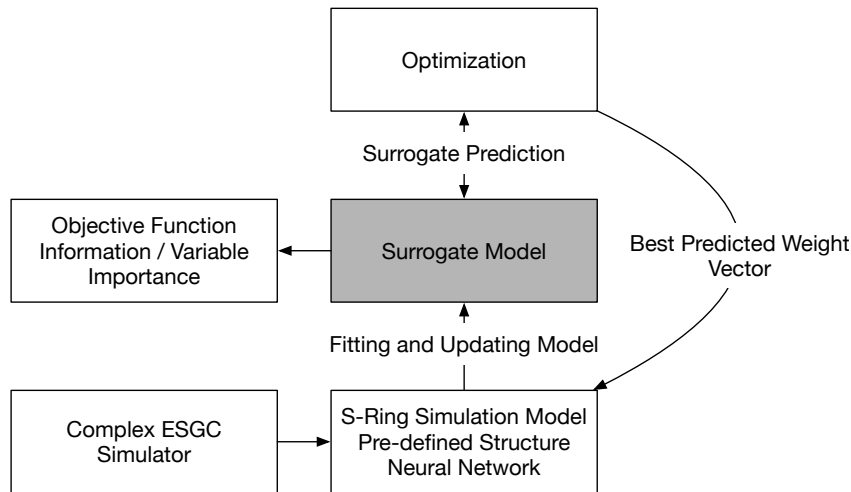 Optimization
Surrogate Prediction
Objective Function
Information / Variable
Importance
Surrogate Model
Best Predicted Weight
Vector
Fitting and Updating Model
Complex ESGC
Simulator
S-Ring Simulation Model
Pre-defined Structure
Neural Network